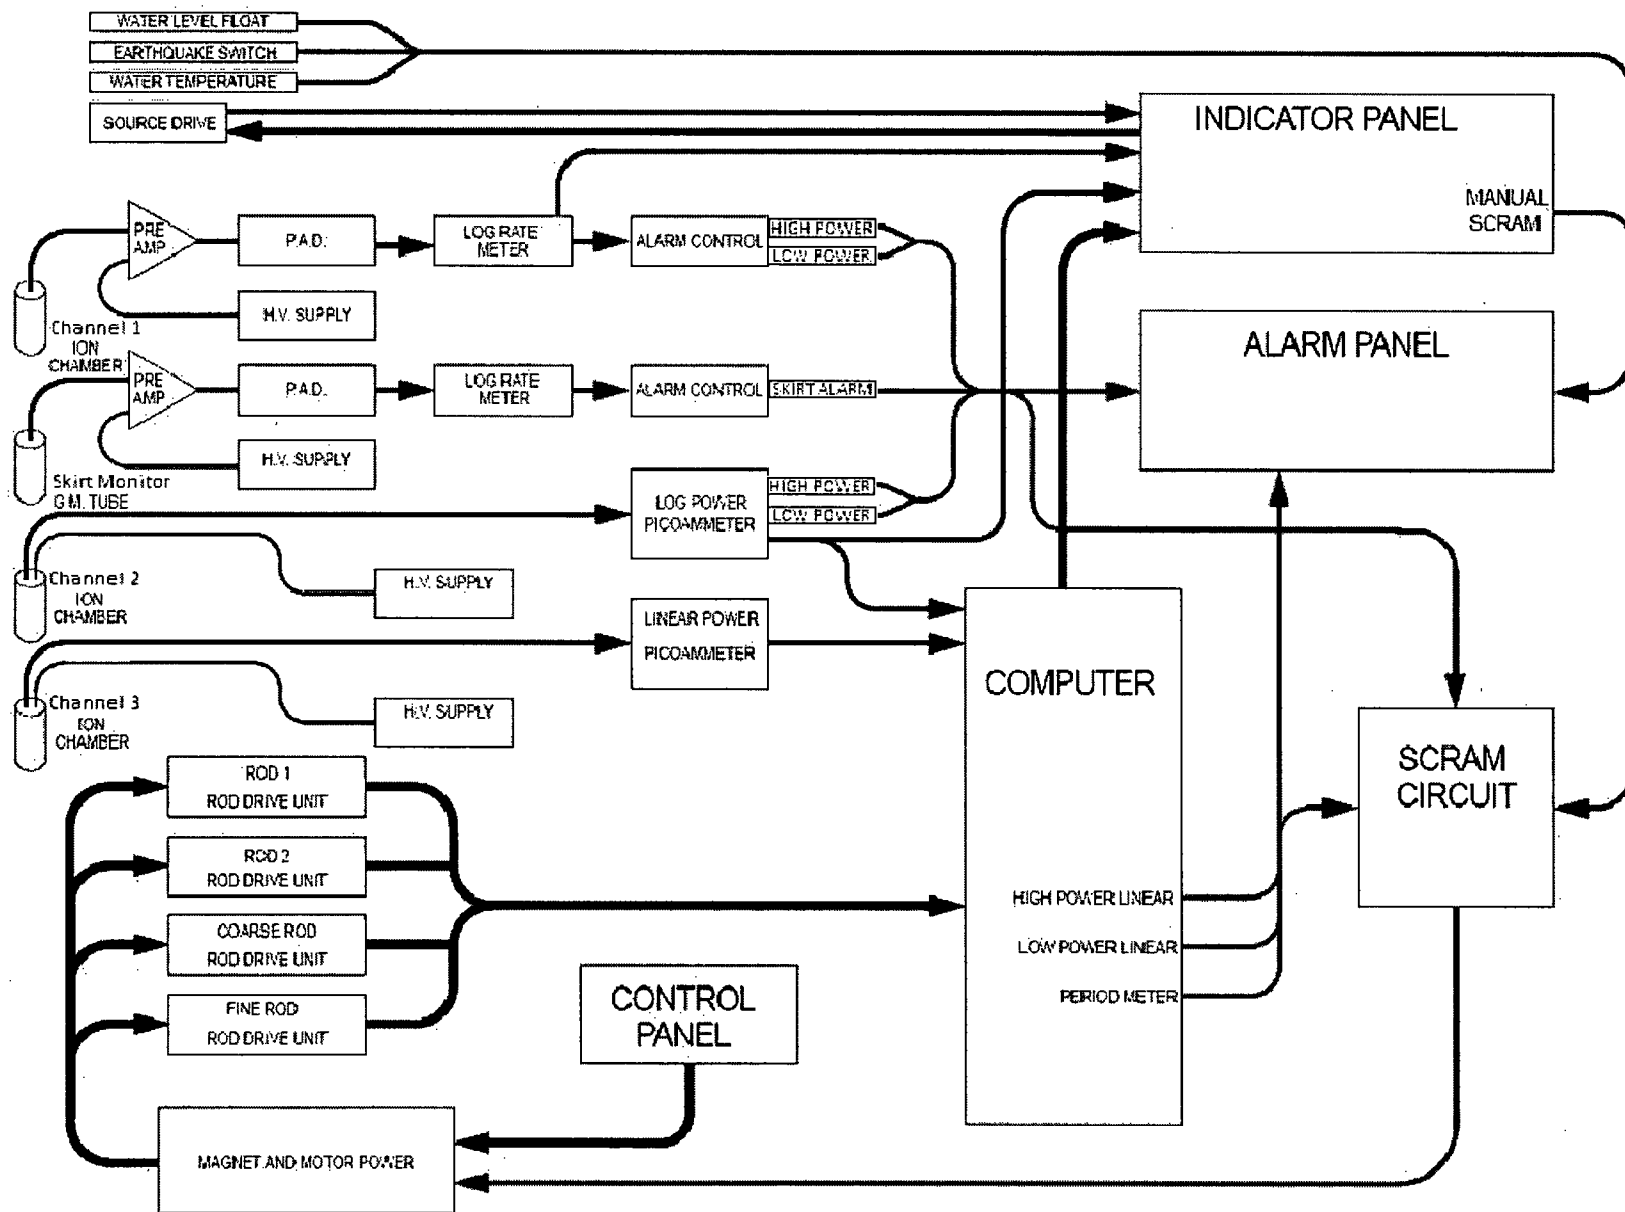 WATER LEVEL FLOAT
EARTHQUAKE SWITCH
WATER TEMPERATURE
SOURCE DRIVE
INDICATOR PANEL
MANUAL
SCRAM
PRE
AMP
P.A.D.
LOG RATE
METER
ALARM CONTROL
HIGH POWER
LOW POWER
H.V. SUPPLY
Channel 1
ION
CHAMBER
ALARM PANEL
PRE
AMP
P.A.D.
LOG RATE
METER
ALARM CONTROL
SKIRT ALARM
H.V. SUPPLY
Skirt Monitor
G.M. TUBE
LOG POWER
PICOAMMETER
HIGH POWER
LOW POWER
Channel 2
ION
CHAMBER
H.V. SUPPLY
LINEAR POWER
PICOAMMETER
Channel 3
ION
CHAMBER
H.V. SUPPLY
COMPUTER
HIGH POWER LINEAR
LOW POWER LINEAR
PERIOD METER
SCRAM
CIRCUIT
ROD 1
ROD DRIVE UNIT
ROD 2
ROD DRIVE UNIT
COARSE ROD
ROD DRIVE UNIT
FINE ROD
ROD DRIVE UNIT
CONTROL
PANEL
MAGNET AND MOTOR POWER